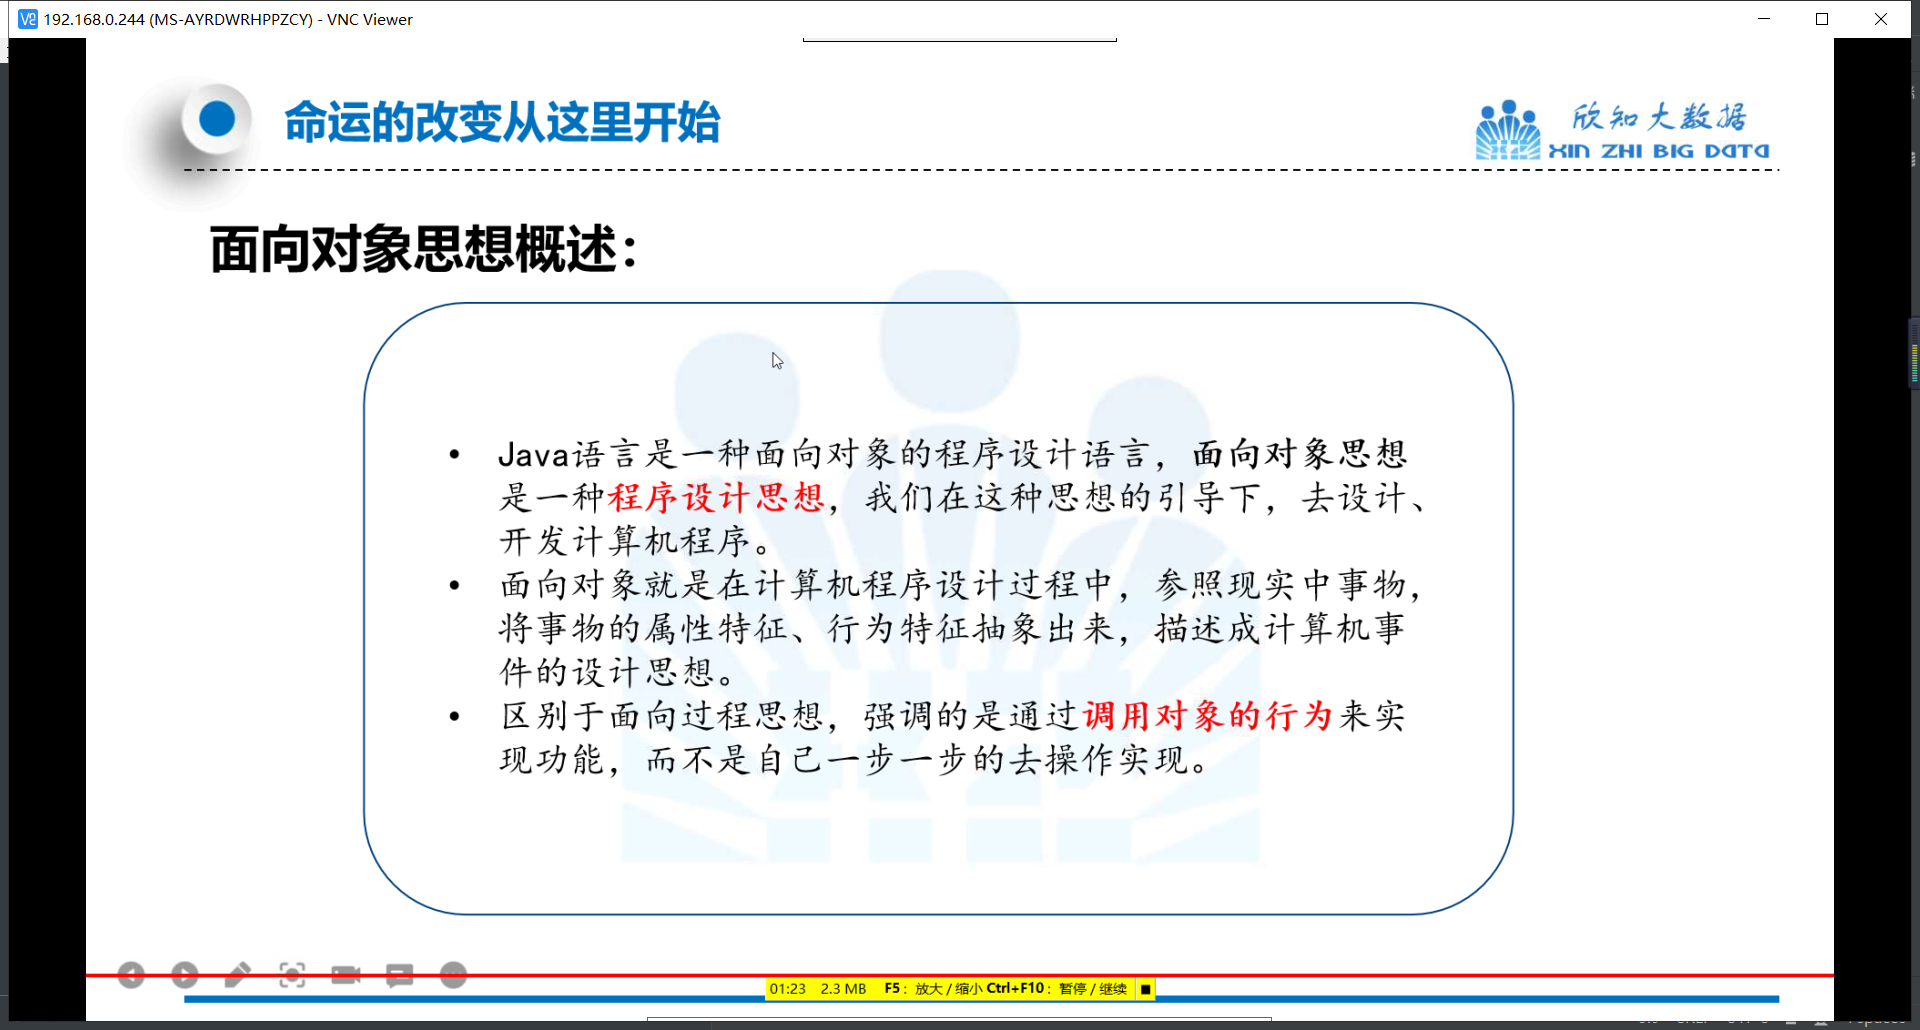 192.168.0.244 (MS-AYRDWRHPPZCY) - VNC Viewer
命运的改变从这里开始
欣知大数据
XIN ZHI BIG DATA
面向对象思想概述：
• Java语言是一种面向对象的程序设计语言，面向对象思想
是一种程序设计思想，我们在这种思想的引导下，去设计、
开发计算机程序。
• 面向对象就是在计算机程序设计过程中，参照现实中事物，
将事物的属性特征、行为特征抽象出来，描述成计算机事
件的设计思想。
• 区别于面向过程思想，强调的是通过调用对象的行为来实
现功能，而不是自己一步一步的去操作实现。
01:23 2.3 MB F5：放大 / 缩小 Ctrl+F10：暂停 / 继续